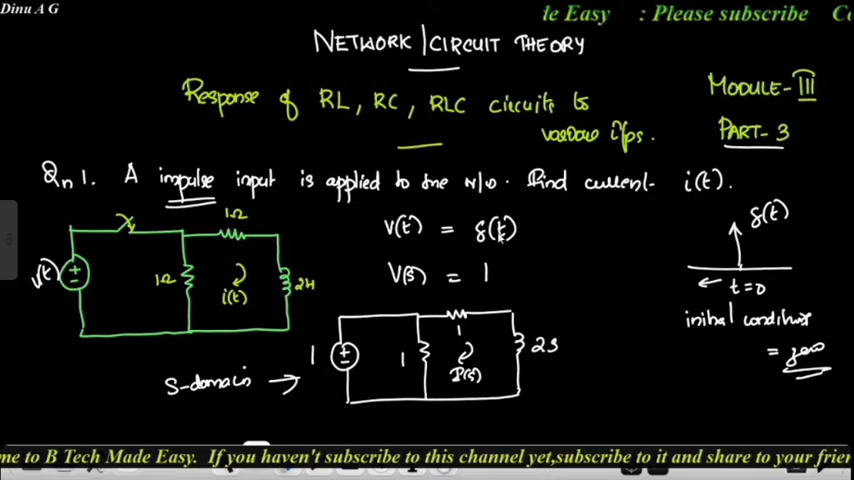 Dinu A G
le Easy : Please subscribe Co
NETWORK | CIRCUIT THEORY
Response of RL, RC, RLC circuits to
various i/ps.
MODULE-III
PART-3
Qn 1. A impulse input is applied to the N/W. Find current i(t).
1Ω
v(t) = δ(t)
δ(t)
v(t)
+
-
1Ω
i(t)
2H
V(s) = 1
← t=0
initial conditions
= zero
S-domain →
1
+
-
1
1
I(s)
2S
me to B Tech Made Easy. If you haven't subscribe to this channel yet,subscribe to it and share to your frien